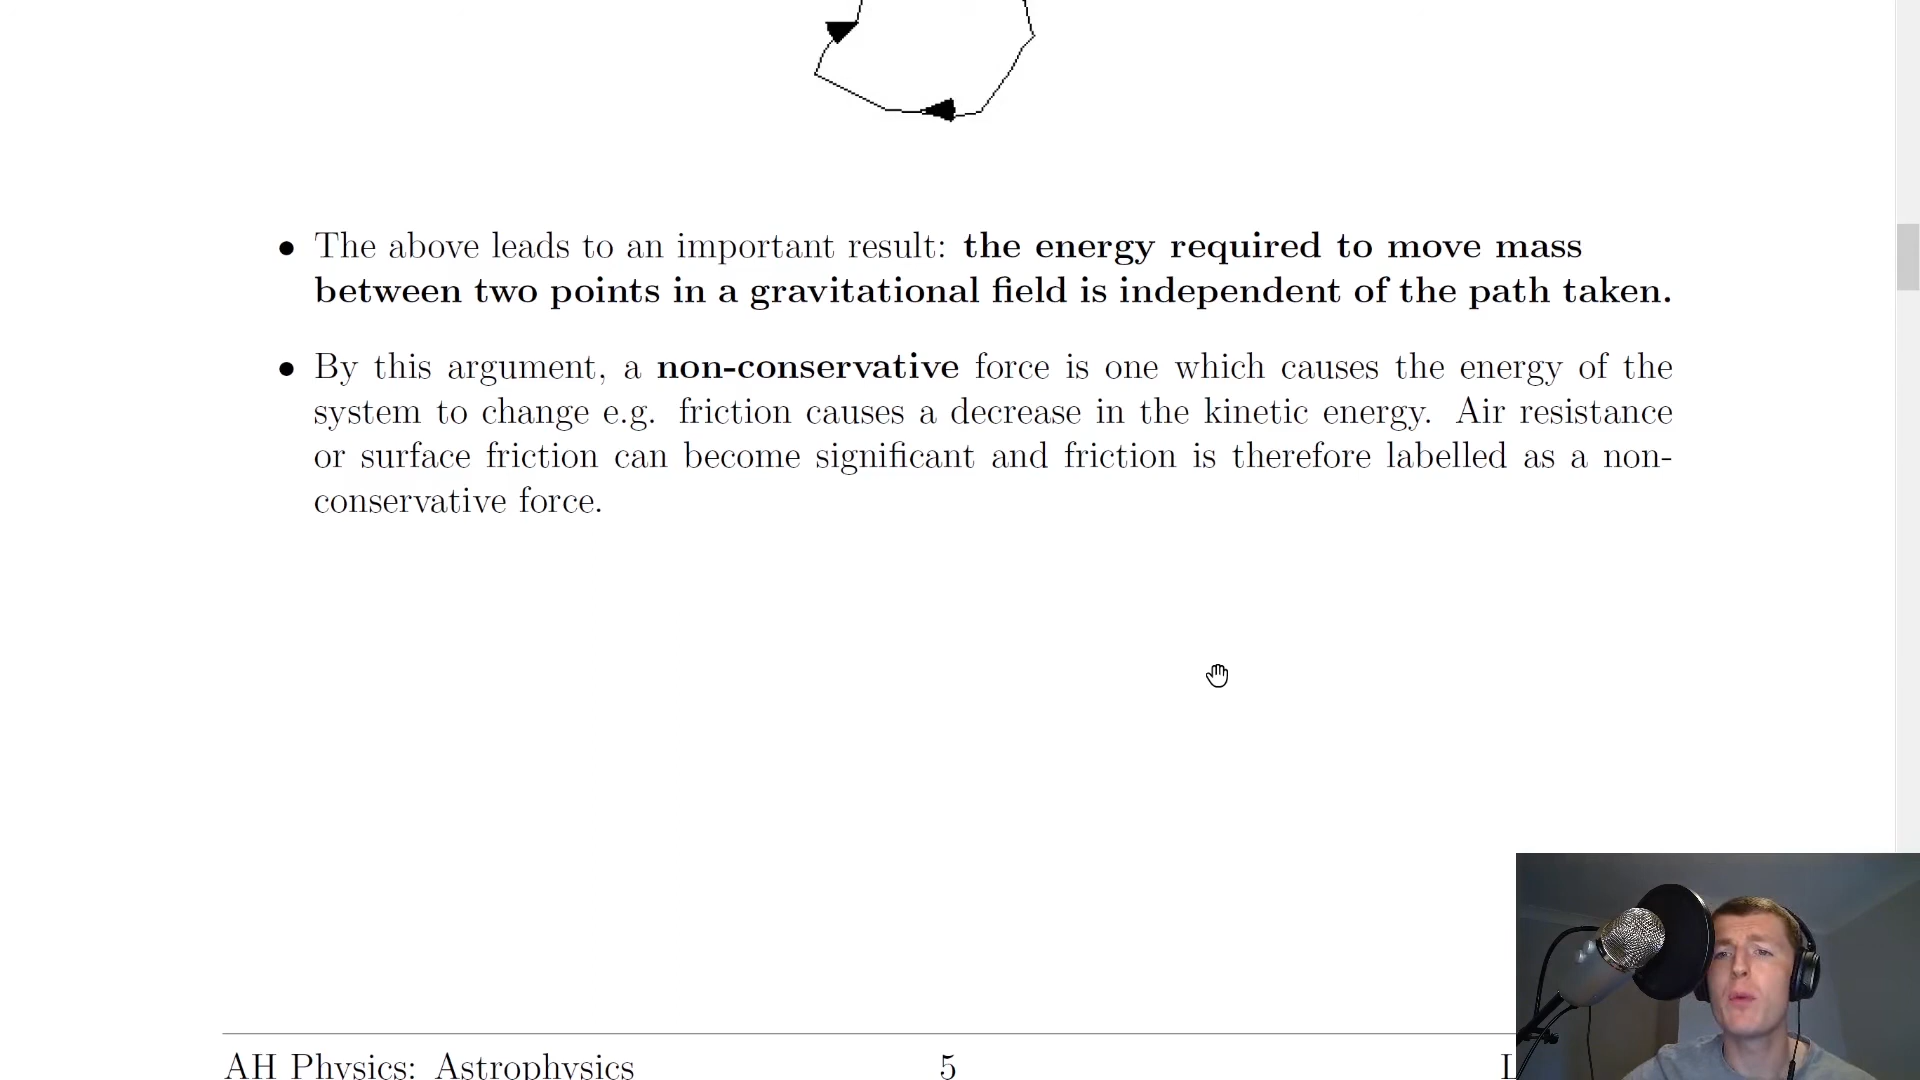 • The above leads to an important result: the energy required to move mass
between two points in a gravitational field is independent of the path taken.
• By this argument, a non-conservative force is one which causes the energy of the
system to change e.g. friction causes a decrease in the kinetic energy. Air resistance
or surface friction can become significant and friction is therefore labelled as a non-
conservative force.
AH Physics: Astrophysics 5